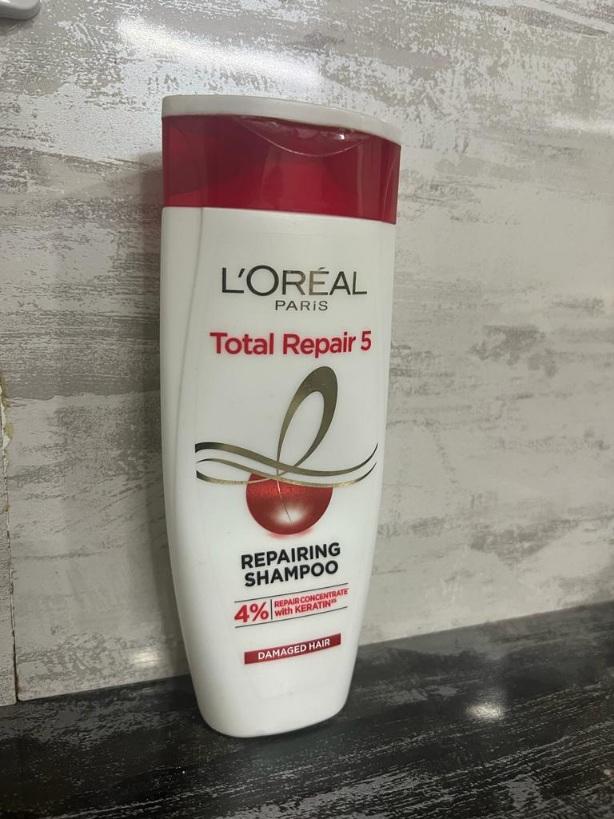 L'ORÉAL
PARiS
Total Repair 5
REPAIRING
SHAMPOO
4% REPAIR CONCENTRATE
with KERATIN
DAMAGED HAIR